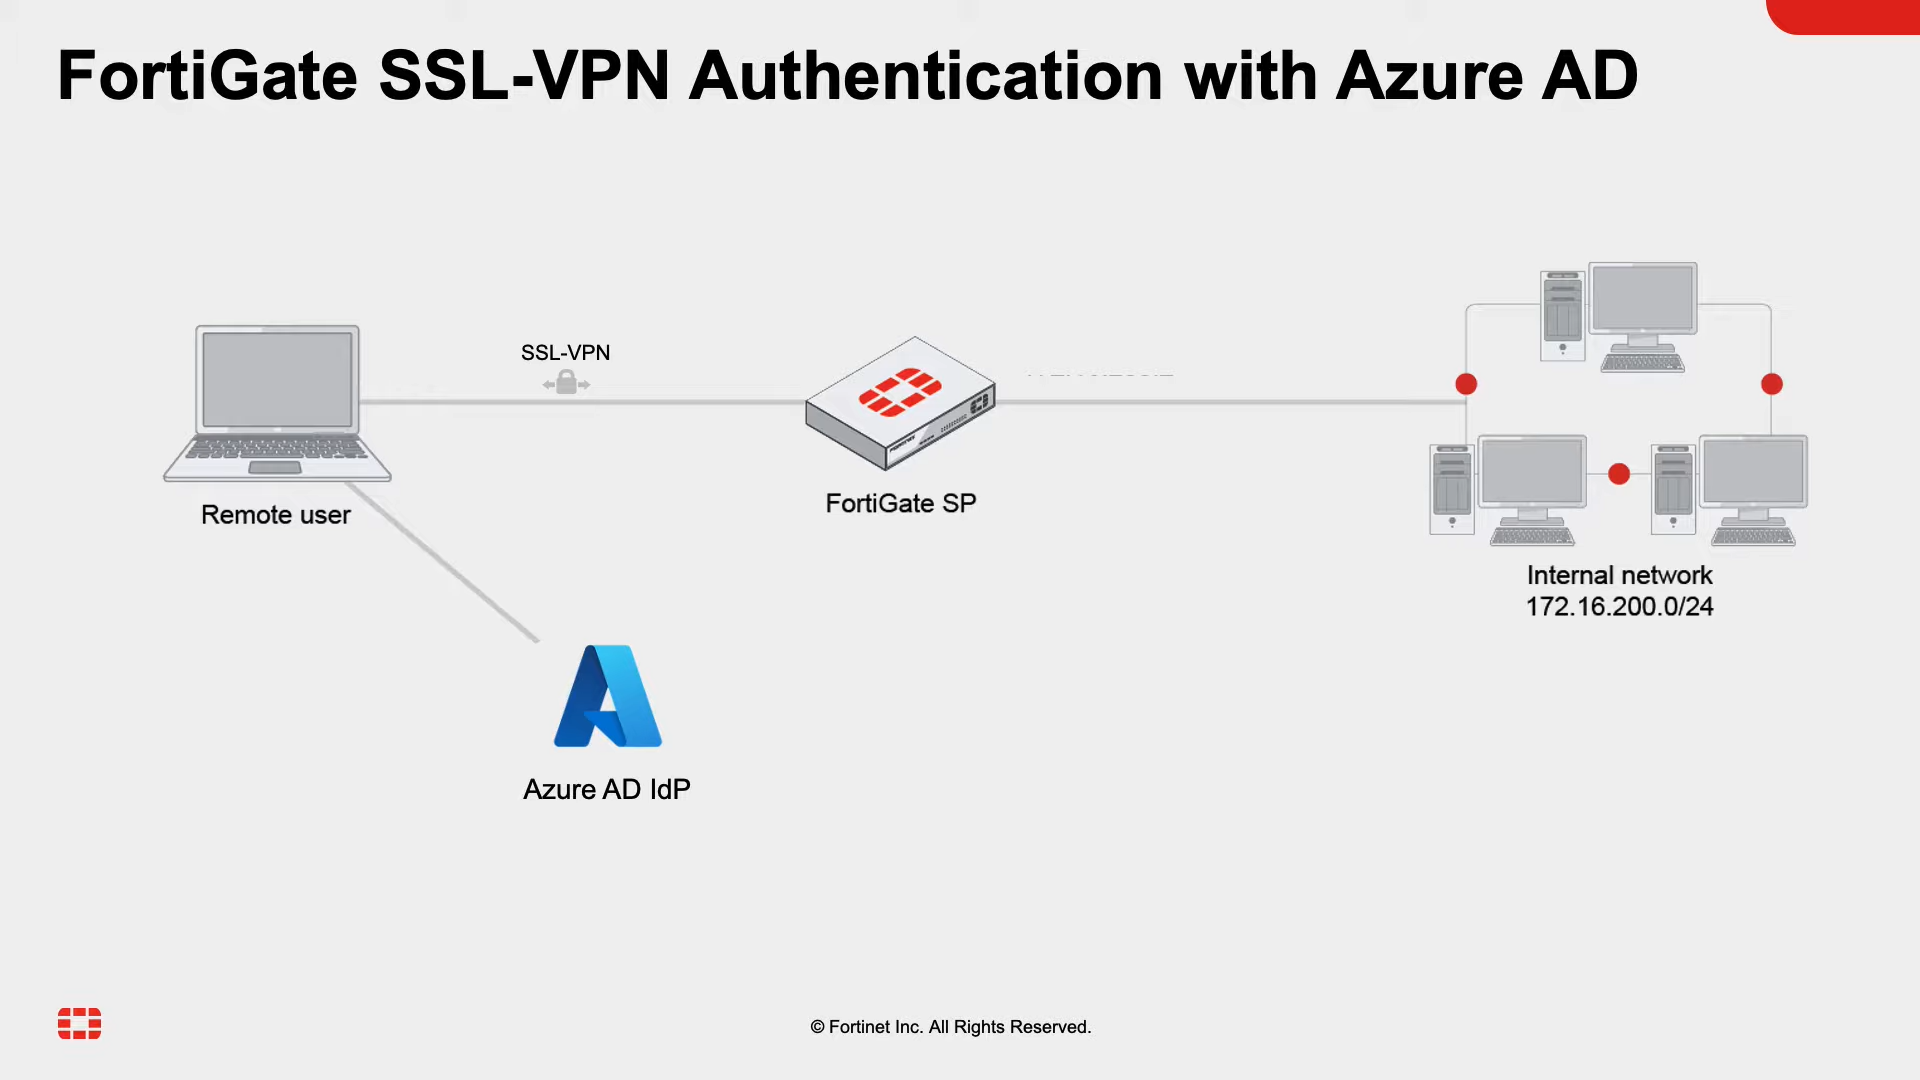 FortiGate SSL-VPN Authentication with Azure AD
SSL-VPN
Remote user
FortiGate SP
Internal network
172.16.200.0/24
Azure AD IdP
© Fortinet Inc. All Rights Reserved.